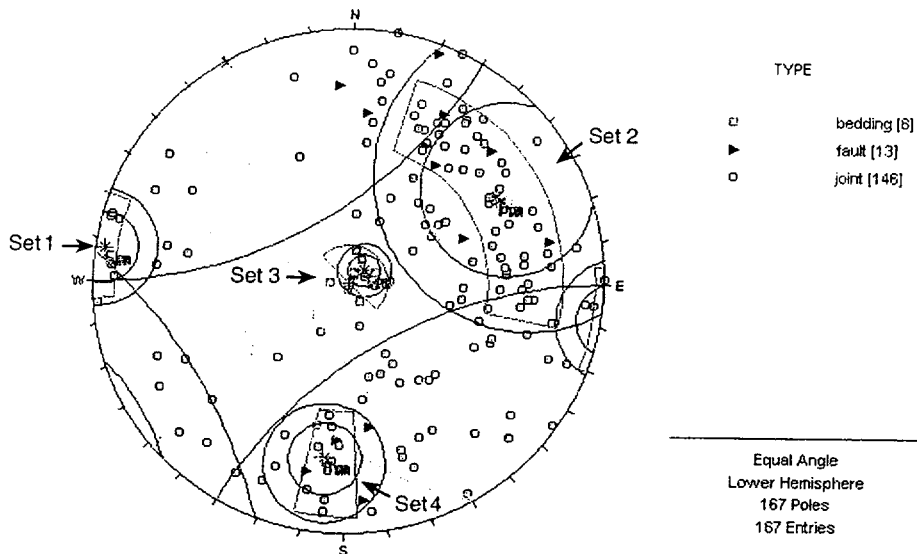 N
TYPE
bedding [8]
fault [13]
joint [146]
Set 2
Set 1
Set 3
W
E
Set 4
S
Equal Angle
Lower Hemisphere
167 Poles
167 Entries